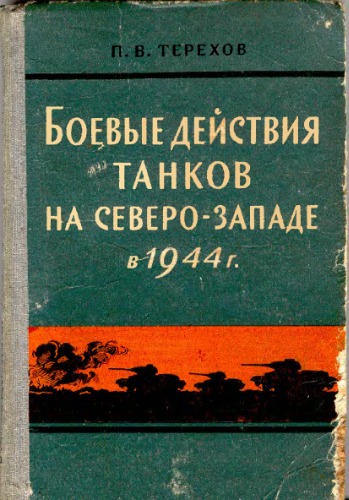 П. В. ТЕРЕХОВ
БОЕВЫЕ ДЕЙСТВИЯ
ТАНКОВ
НА СЕВЕРО-ЗАПАДЕ
в 1944 г.